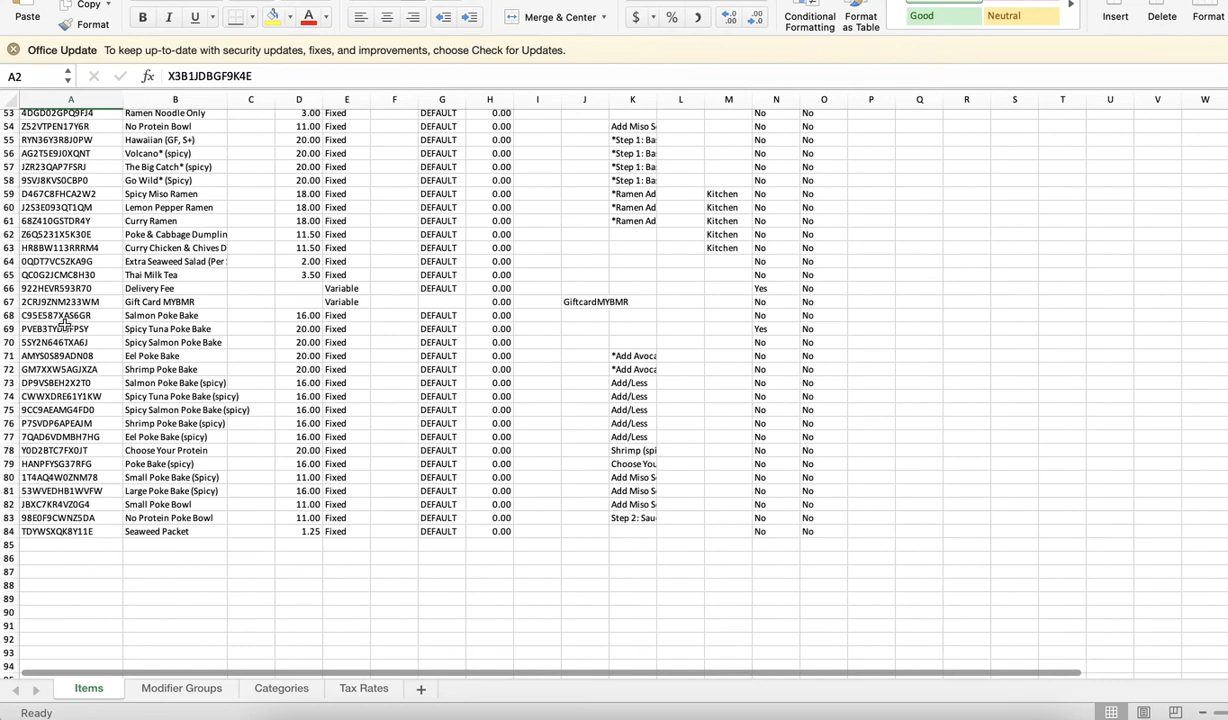 Paste
Copy
Format
B I U
A
Merge & Center
$ % )
Conditional Formatting
Format as Table
Good
Neutral
Insert
Delete
Format
Office Update To keep up-to-date with security updates, fixes, and improvements, choose Check for Updates.
A2 fx X3B1JDBGF9K4E
A B C D E F G H I J K L M N O P Q R S T U V W
53 4DGD02GPQ9FJ4 Ramen Noodle Only 3.00 Fixed DEFAULT 0.00 No No
54 Z52VTPEN17Y6R No Protein Bowl 11.00 Fixed DEFAULT 0.00 Add Miso S No No
55 RYN36Y3R8J0PW Hawaiian (GF, S+) 20.00 Fixed DEFAULT 0.00 *Step 1: Ba No No
56 AG2T5E9J0XQNT Volcano* (spicy) 20.00 Fixed DEFAULT 0.00 *Step 1: Ba No No
57 JZR23QAP7FSRJ The Big Catch* (spicy) 20.00 Fixed DEFAULT 0.00 *Step 1: Ba No No
58 9SVJ8KVS0CBP0 Go Wild* (Spicy) 20.00 Fixed DEFAULT 0.00 *Step 1: Ba No No
59 D467C8FHCA2W2 Spicy Miso Ramen 18.00 Fixed DEFAULT 0.00 *Ramen Ad Kitchen No No
60 J2S3E093QT1QM Lemon Pepper Ramen 18.00 Fixed DEFAULT 0.00 *Ramen Ad Kitchen No No
61 68Z410GSTDR4Y Curry Ramen 18.00 Fixed DEFAULT 0.00 *Ramen Ad Kitchen No No
62 Z6Q5231X5K30E Poke & Cabbage Dumplin 11.50 Fixed DEFAULT 0.00 Kitchen No No
63 HR8BW113RRRM4 Curry Chicken & Chives D 11.50 Fixed DEFAULT 0.00 Kitchen No No
64 0QDT7VC5ZKA9G Extra Seaweed Salad (Per 2.00 Fixed DEFAULT 0.00 No No
65 QC0G2JCMC8H30 Thai Milk Tea 3.50 Fixed DEFAULT 0.00 No No
66 922HEVR593R70 Delivery Fee Variable DEFAULT 0.00 Yes No
67 2CRJ9ZNM233WM Gift Card MYBMR Variable 0.00 GiftcardMYBMR No No
68 C95E587XAS6GR Salmon Poke Bake 16.00 Fixed DEFAULT 0.00 No No
69 Spicy Tuna Poke Bake 20.00 Fixed DEFAULT 0.00 Yes No
70 5SY2N646TXA6J Spicy Salmon Poke Bake 20.00 Fixed DEFAULT 0.00 No No
71 AMYS0S89ADN08 Eel Poke Bake 20.00 Fixed DEFAULT 0.00 *Add Avoca No No
72 GM7XXW5AGJXZA Shrimp Poke Bake 20.00 Fixed DEFAULT 0.00 *Add Avoca No No
73 DP9VSBEH2X2T0 Salmon Poke Bake (spicy) 16.00 Fixed DEFAULT 0.00 Add/Less No No
74 CWWXDRE61Y1KW Spicy Tuna Poke Bake (spicy) 16.00 Fixed DEFAULT 0.00 Add/Less No No
75 9CC9AEAMG4FD0 Spicy Salmon Poke Bake (spicy) 16.00 Fixed DEFAULT 0.00 Add/Less No No
76 P7SVDP6APEAJM Shrimp Poke Bake (spicy) 16.00 Fixed DEFAULT 0.00 Add/Less No No
77 7QAD6VDMBH7HG Eel Poke Bake (spicy) 16.00 Fixed DEFAULT 0.00 Add/Less No No
78 Y0D2BTC7FX0JT Choose Your Protein 20.00 Fixed DEFAULT 0.00 Shrimp (spi No No
79 HANPFYSG37RFG Poke Bake (spicy) 16.00 Fixed DEFAULT 0.00 Choose You No No
80 1T4AQ4W0ZNM78 Small Poke Bake (Spicy) 11.00 Fixed DEFAULT 0.00 Add Miso S No No
81 53WVEDHB1WVFW Large Poke Bake (Spicy) 16.00 Fixed DEFAULT 0.00 Add Miso S No No
82 JBXC7KR4VZ0G4 Small Poke Bowl 11.00 Fixed DEFAULT 0.00 Add Miso S No No
83 98E0F9CWNZ5DA No Protein Poke Bowl 11.00 Fixed DEFAULT 0.00 Step 2: Sau No No
84 TDYWSXQK8Y11E Seaweed Packet 1.25 Fixed DEFAULT 0.00 No No
85
86
87
88
89
90
91
92
93
94
Items Modifier Groups Categories Tax Rates +
Ready